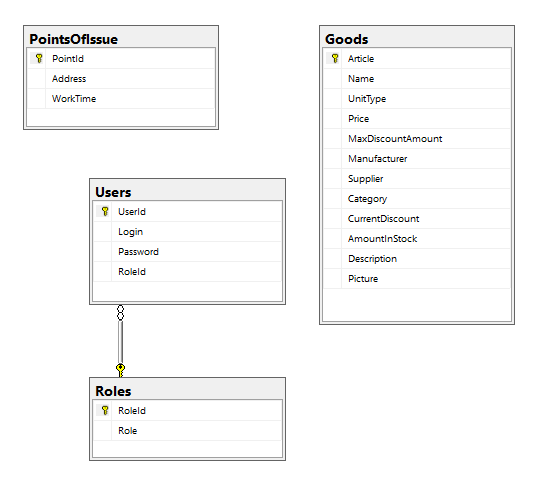 PointsOfIssue
PointId
Address
WorkTime
Goods
Article
Name
UnitType
Price
MaxDiscountAmount
Manufacturer
Supplier
Category
CurrentDiscount
AmountInStock
Description
Picture
Users
UserId
Login
Password
RoleId
Roles
RoleId
Role